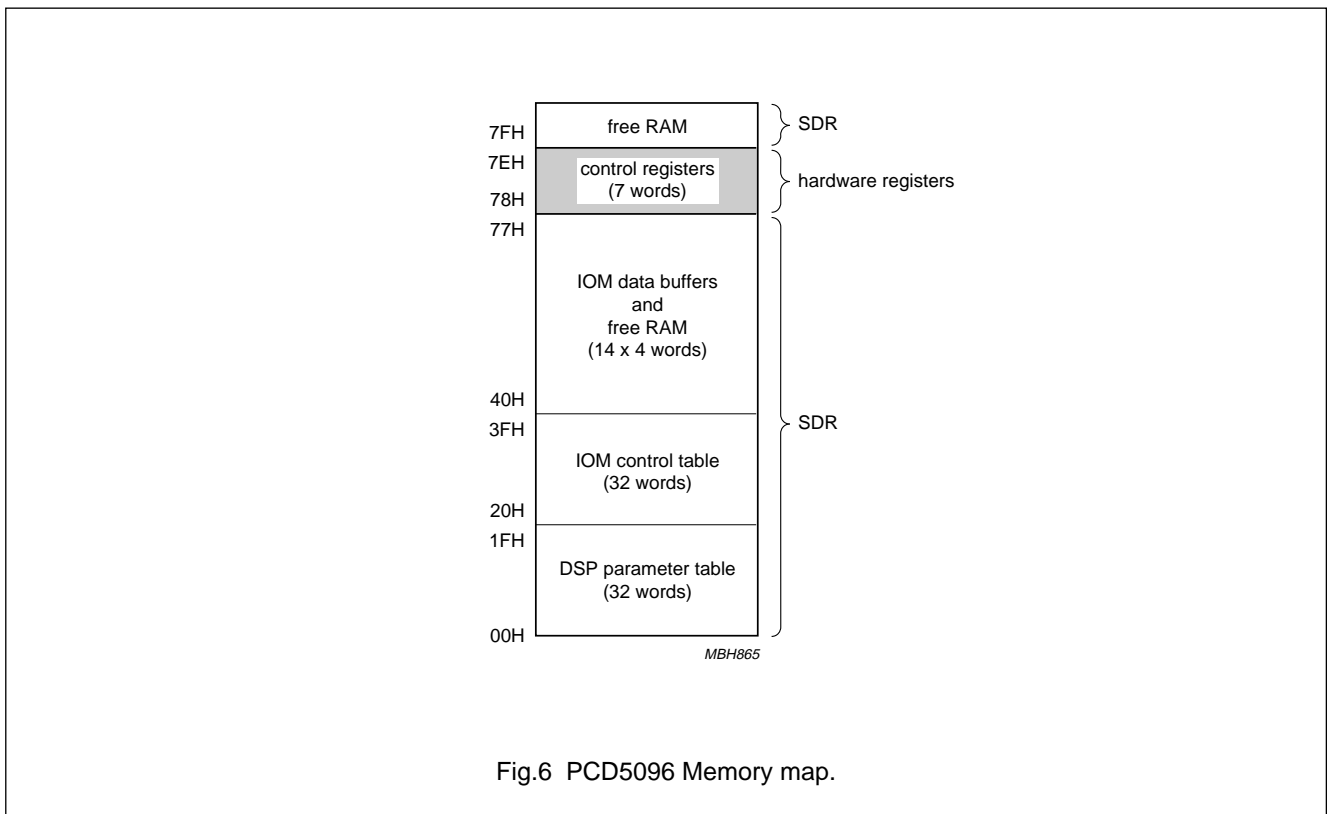 7FH
free RAM
SDR
7EH
control registers
(7 words)
78H
hardware registers
77H
IOM data buffers
and
free RAM
(14 x 4 words)
40H
3FH
SDR
IOM control table
(32 words)
20H
1FH
DSP parameter table
(32 words)
00H
MBH865
Fig.6 PCD5096 Memory map.